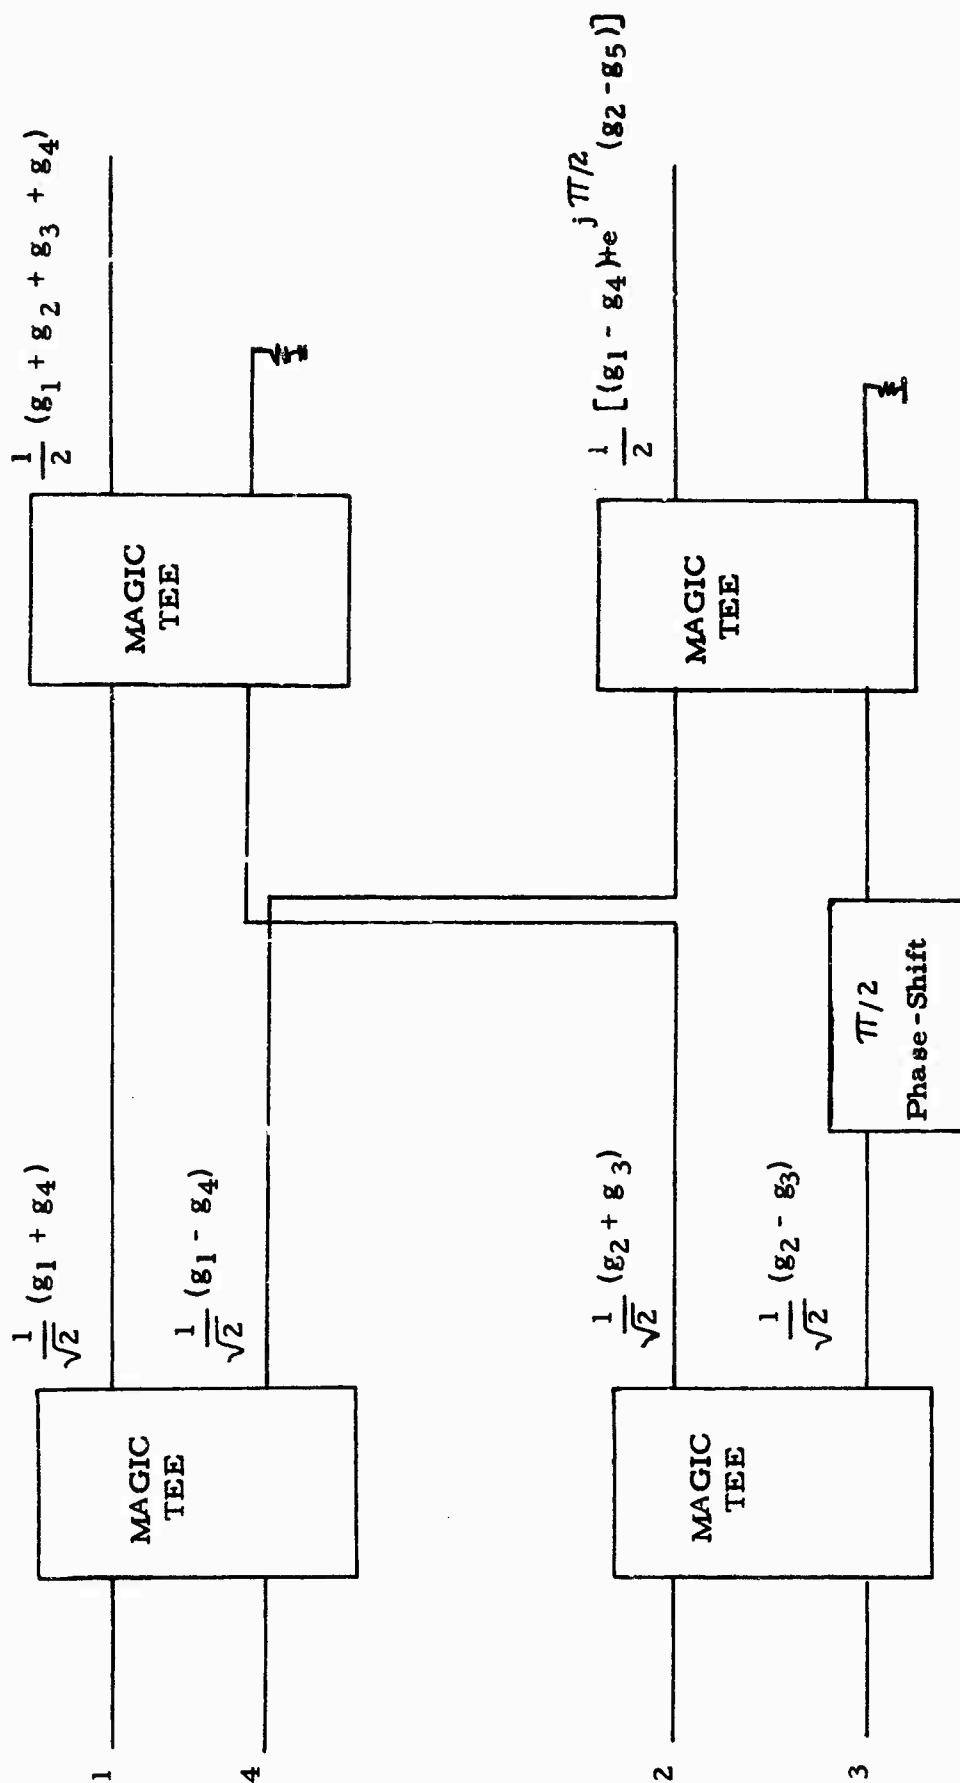 1
4
2
3
MAGIC
TEE
MAGIC
TEE
1/√2 (g1 + g4)
1/√2 (g1 - g4)
1/√2 (g2 + g3)
1/√2 (g2 - g3)
π/2
Phase-Shift
MAGIC
TEE
MAGIC
TEE
1/2 (g1 + g2 + g3 + g4)
1/2 [(g1 - g4)+e^jπ/2 (g2 -g5)]